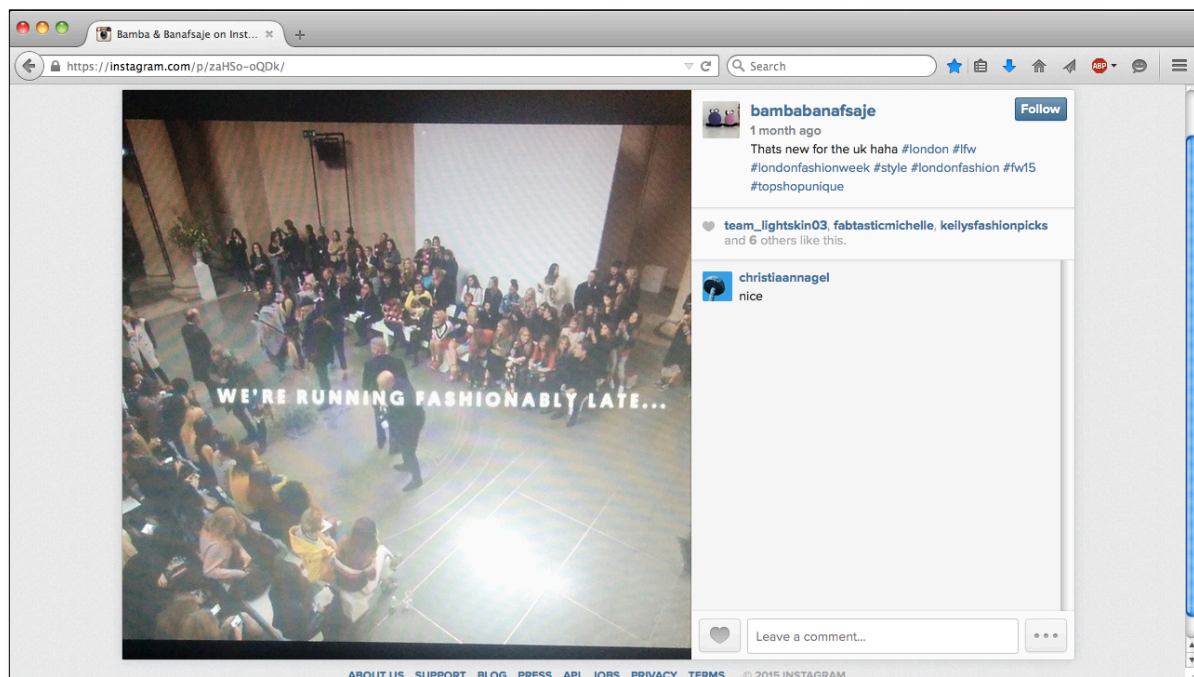 Bamba & Banafsaje on Inst...
https://instagram.com/p/zaHSo-oQDk/
Search
ABP
bambabanafsaje
Follow
1 month ago
Thats new for the uk haha #london #lfw
#londonfashionweek #style #londonfashion #fw15
#topshopunique
team_lightskin03, fabtasticmichelle, keilysfashionpicks
and 6 others like this.
christiaannagel
nice
WE'RE RUNNING FASHIONABLY LATE...
Leave a comment...
ABOUT US SUPPORT BLOG PRESS API JOBS PRIVACY TERMS © 2015 INSTAGRAM